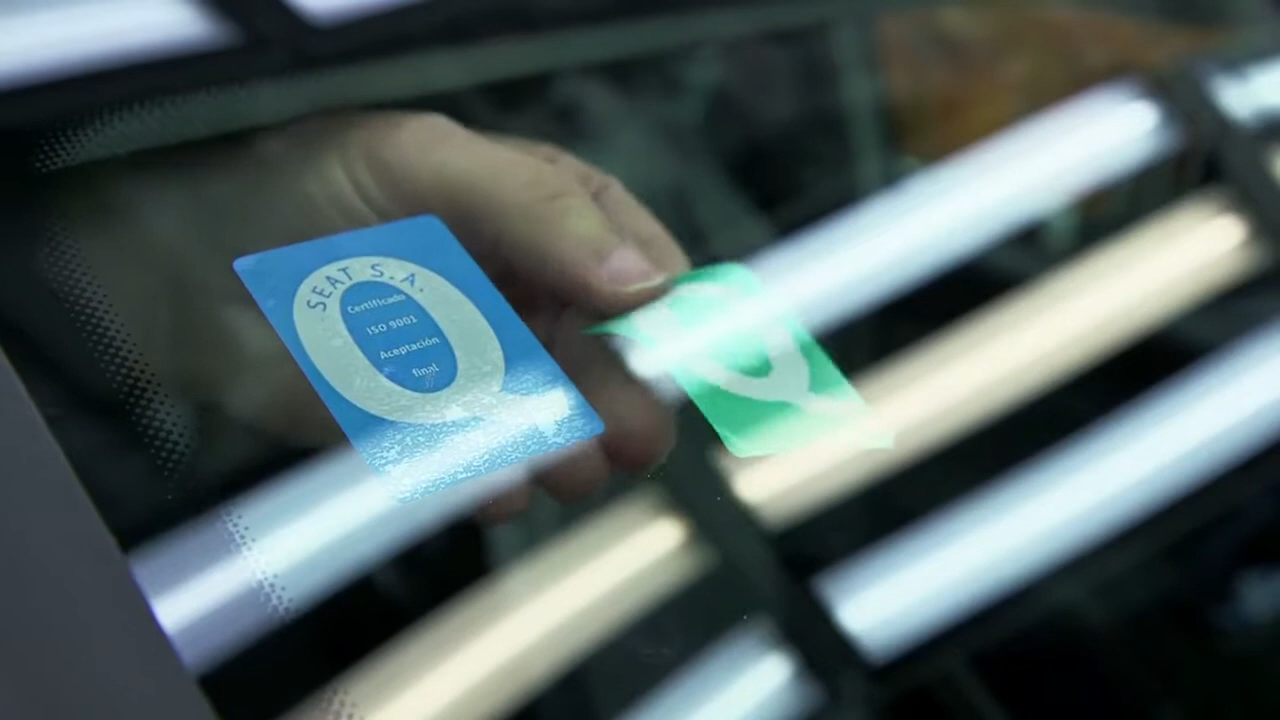 SEAT S.A.
Certificado
ISO 9001
Aceptación
final
Q
Q